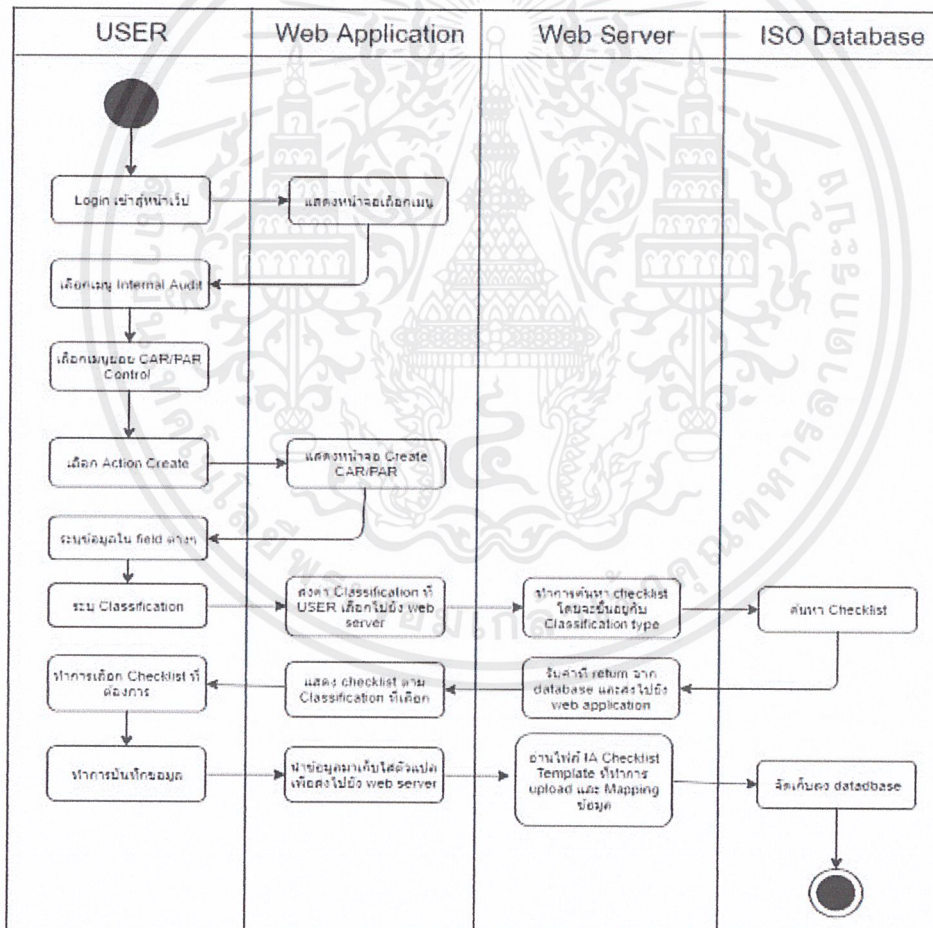 USER
Web Application
Web Server
ISO Database
Login เข้าสู่หน้าเว็ป
แสดงหน้าจอเลือกเมนู
เลือกเมนู Internal Audit
เลือกเมนูย่อย CAR/PAR
Control
เลือก Action Create
แสดงหน้าจอ Create
CAR/PAR
ระบุข้อมูลใน field ต่างๆ
ระบุ Classification
ส่งค่า Classification ที่
USER เลือกไปยัง web
server
ทำการค้นหา checklist
โดยจะขึ้นอยู่กับ
Classification type
ค้นหา Checklist
ทำการเลือก Checklist ที่
ต้องการ
แสดง checklist ตาม
Classification ที่เลือก
รับค่าที่ return จาก
database และส่งไปยัง
web application
ทำการบันทึกข้อมูล
นำข้อมูลมาเก็บใส่ตัวแปล
เพื่อส่งไปยัง web server
อ่านไฟล์ IA Checklist
Template ที่ทำการ
upload และ Mapping
ข้อมูล
จัดเก็บลง datadbase